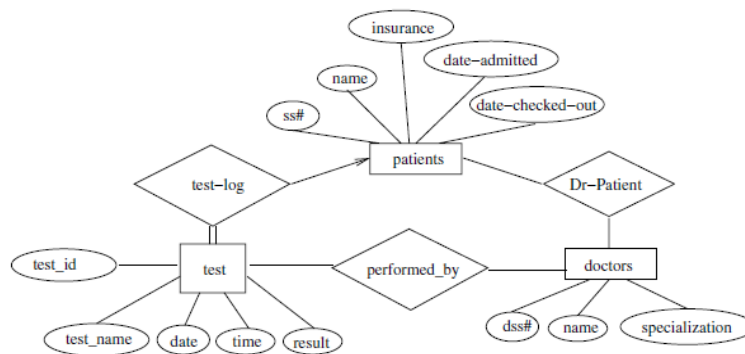 insurance
date-admitted
name
date-checked-out
ss#
patients
test-log
Dr-Patient
test_id
test
performed_by
doctors
test_name
date
time
result
dss#
name
specialization